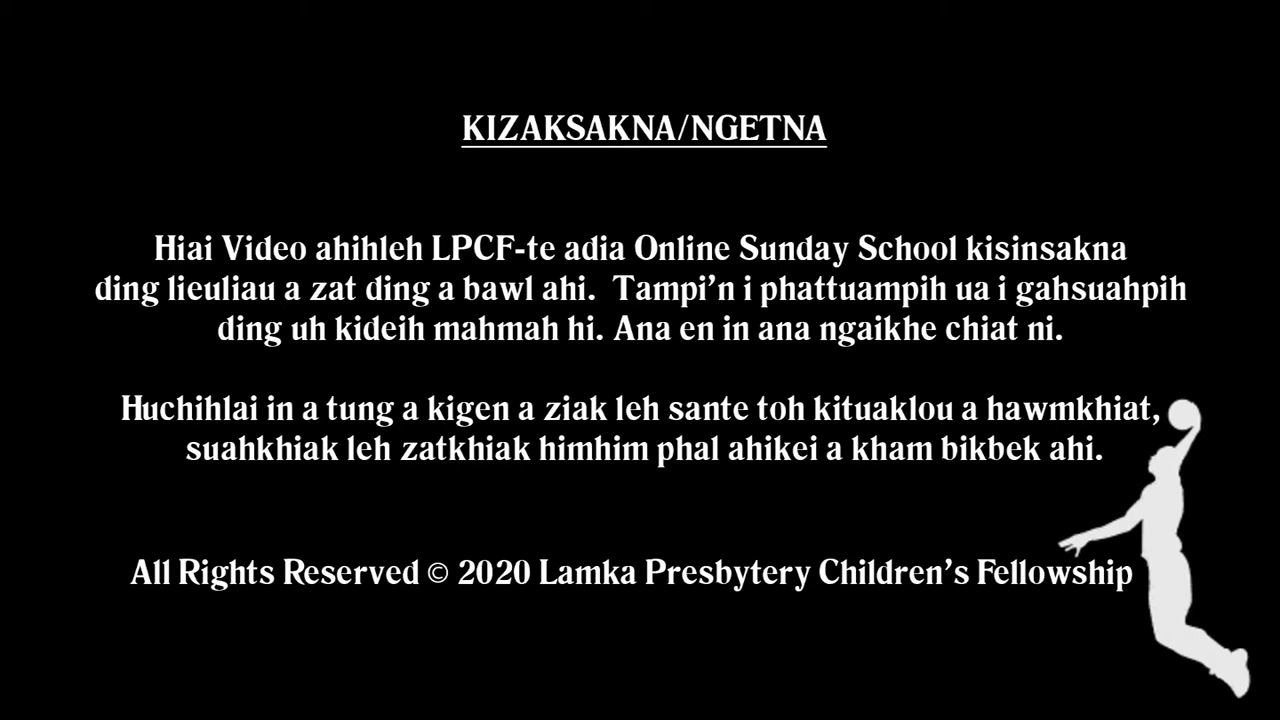 KIZAKSAKNA/NGETNA
Hiai Video ahihleh LPCF-te adia Online Sunday School kisinsakna
ding lieuliau a zat ding a bawl ahi.  Tampi'n i phattuampih ua i gahsuahpih
ding uh kideih mahmah hi. Ana en in ana ngaikhe chiat ni.
Huchihlai in a tung a kigen a ziak leh sante toh kituaklou a hawmkhiat,
suahkhiak leh zatkhiak himhim phal ahikei a kham bikbek ahi.
All Rights Reserved © 2020 Lamka Presbytery Children's Fellowship